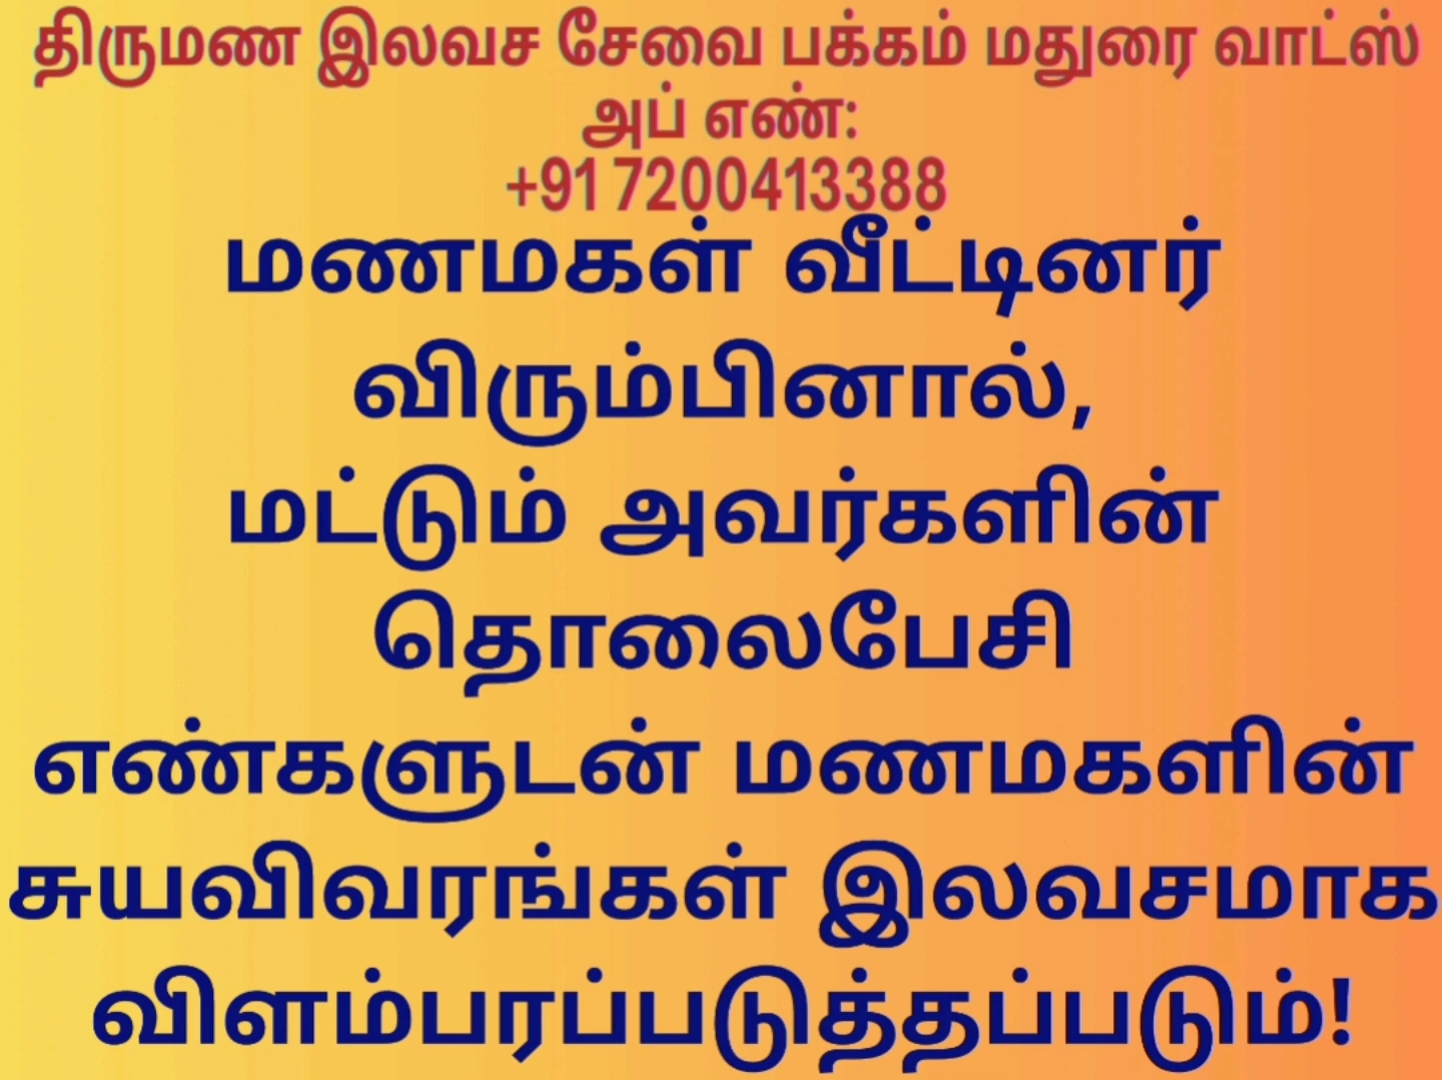 திருமண இலவச சேவை பக்கம் மதுரை வாட்ஸ்
அப் எண்:
+91 7200413388
மணமகள் வீட்டினர்
விரும்பினால்,
மட்டும் அவர்களின்
தொலைபேசி
எண்களுடன் மணமகளின்
சுயவிவரங்கள் இலவசமாக
விளம்பரப்படுத்தப்படும்!